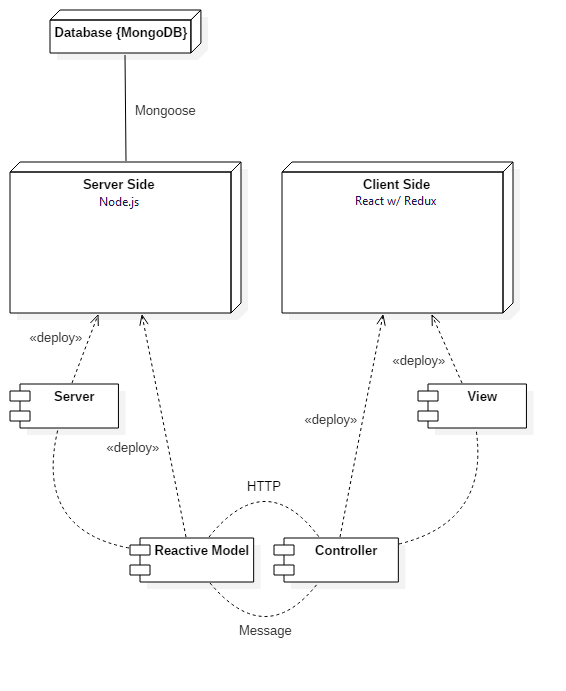 Database {MongoDB}
Mongoose
Server Side
Node.js
Client Side
React w/ Redux
«deploy»
«deploy»
Server
View
«deploy»
«deploy»
HTTP
Reactive Model
Controller
Message